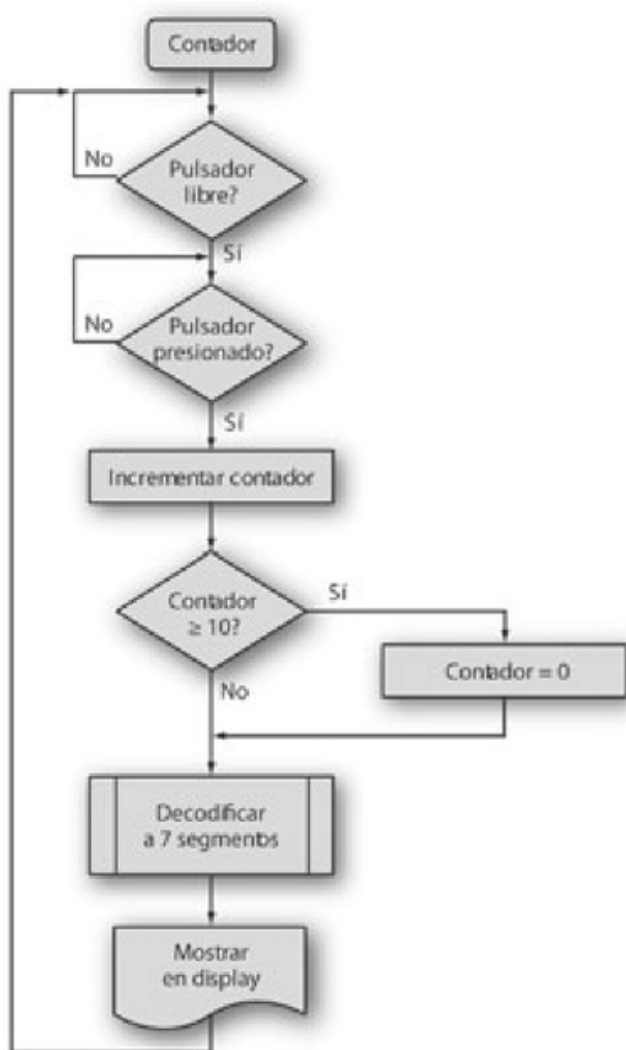 Contador
No
Pulsador
libre?
Sí
No
Pulsador
presionado?
Sí
Incrementar contador
Contador
≥ 10?
Sí
Contador = 0
No
Decodificar
a 7 segmentos
Mostrar
en display